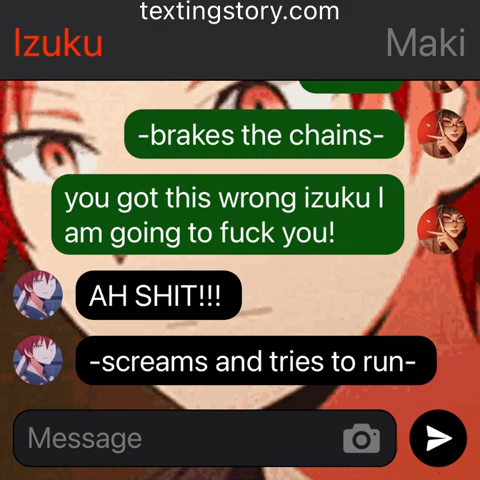 textingstory.com
Izuku
Maki
-brakes the chains-
you got this wrong izuku I
am going to fuck you!
AH SHIT!!!
-screams and tries to run-
Message